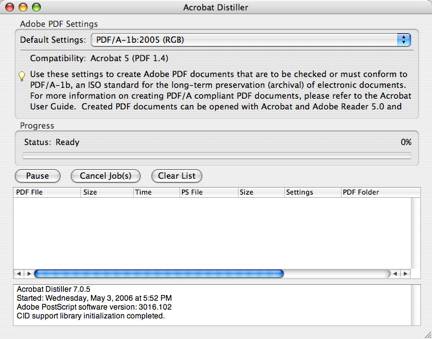 Acrobat Distiller
Adobe PDF Settings
Default Settings: PDF/A-1b:2005 (RGB)
Compatibility: Acrobat 5 (PDF 1.4)
Use these settings to create Adobe PDF documents that are to be checked or must conform to
PDF/A-1b, an ISO standard for the long-term preservation (archival) of electronic documents.
For more information on creating PDF/A compliant PDF documents, please refer to the Acrobat
User Guide. Created PDF documents can be opened with Acrobat and Adobe Reader 5.0 and
Progress
Status: Ready 0%
Pause Cancel Job(s) Clear List
PDF File Size Time PS File Size Settings PDF Folder
Acrobat Distiller 7.0.5
Started: Wednesday, May 3, 2006 at 5:52 PM
Adobe PostScript software version: 3016.102
CID support library initialization completed.